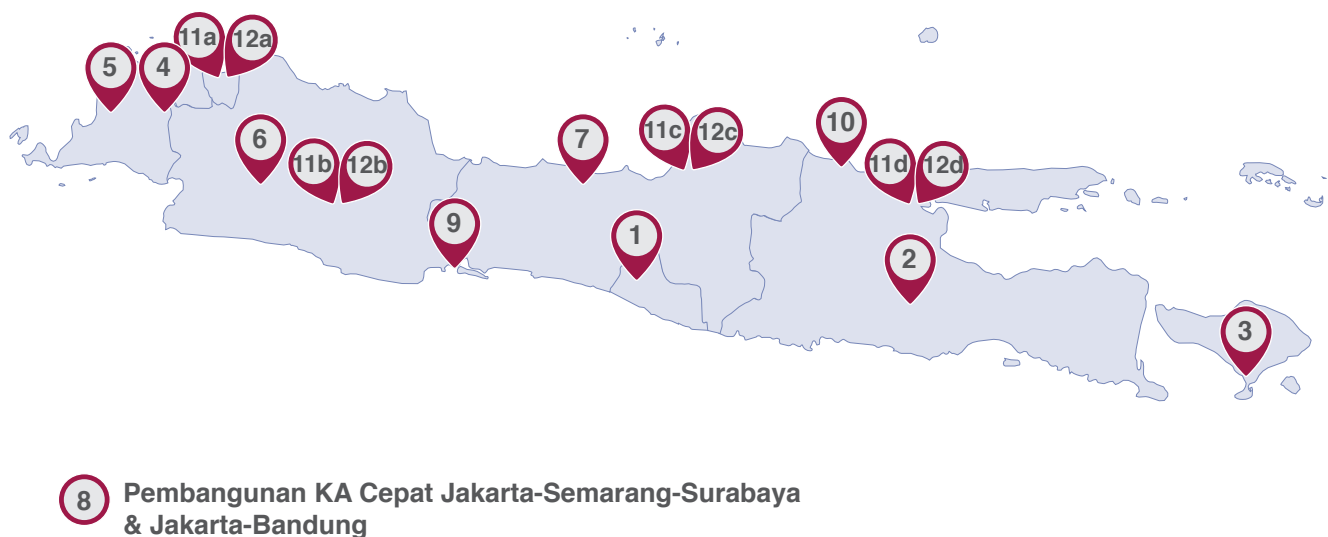 11a
12a
5
4
6
11b
12b
7
11c
12c
10
11d
12d
9
1
2
3
8
Pembangunan KA Cepat Jakarta-Semarang-Surabaya
& Jakarta-Bandung